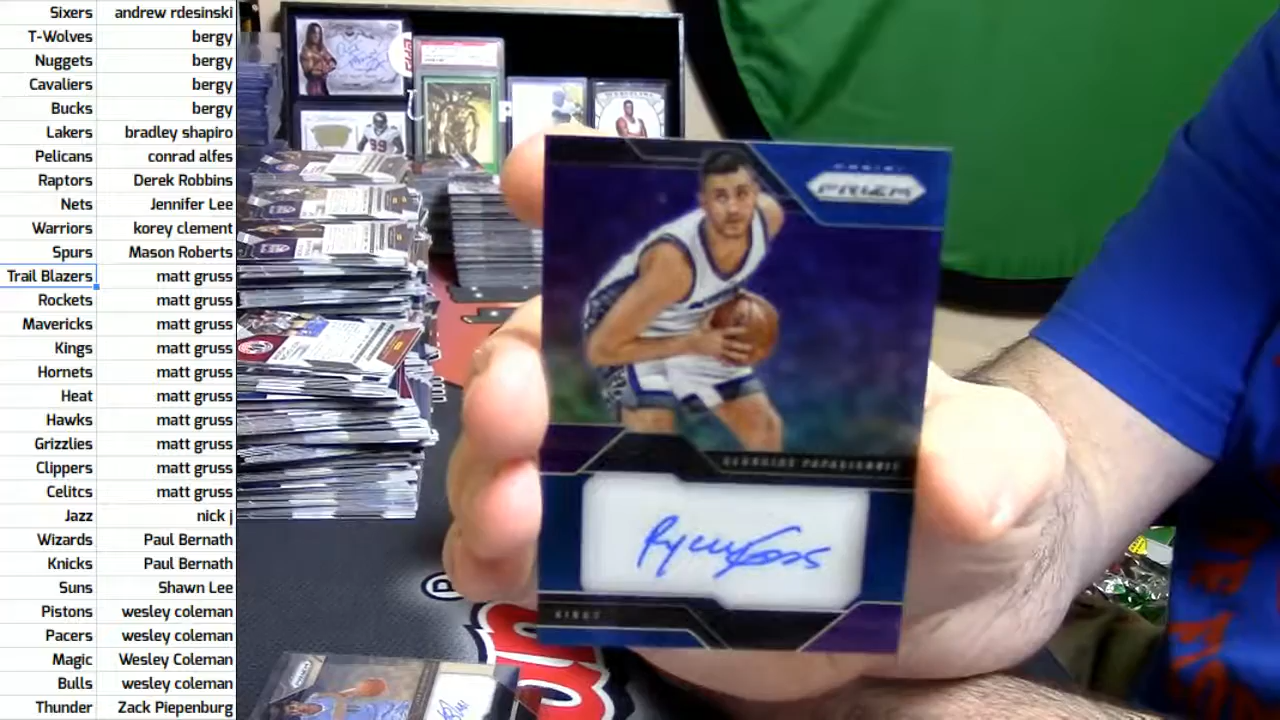 Sixers andrew rdesinski
T-Wolves bergy
Nuggets bergy
Cavaliers bergy
Bucks bergy
Lakers bradley shapiro
Pelicans conrad alfes
Raptors Derek Robbins
Nets Jennifer Lee
Warriors korey clement
Spurs Mason Roberts
Trail Blazers matt gruss
Rockets matt gruss
Mavericks matt gruss
Kings matt gruss
Hornets matt gruss
Heat matt gruss
Hawks matt gruss
Grizzlies matt gruss
Clippers matt gruss
Celitcs matt gruss
Jazz nick j
Wizards Paul Bernath
Knicks Paul Bernath
Suns Shawn Lee
Pistons wesley coleman
Pacers wesley coleman
Magic Wesley Coleman
Bulls wesley coleman
Thunder Zack Piepenburg
PANINI
PRIZM
GEORGIOS PAPAGIANNIS
KINGS
99
PRIZM